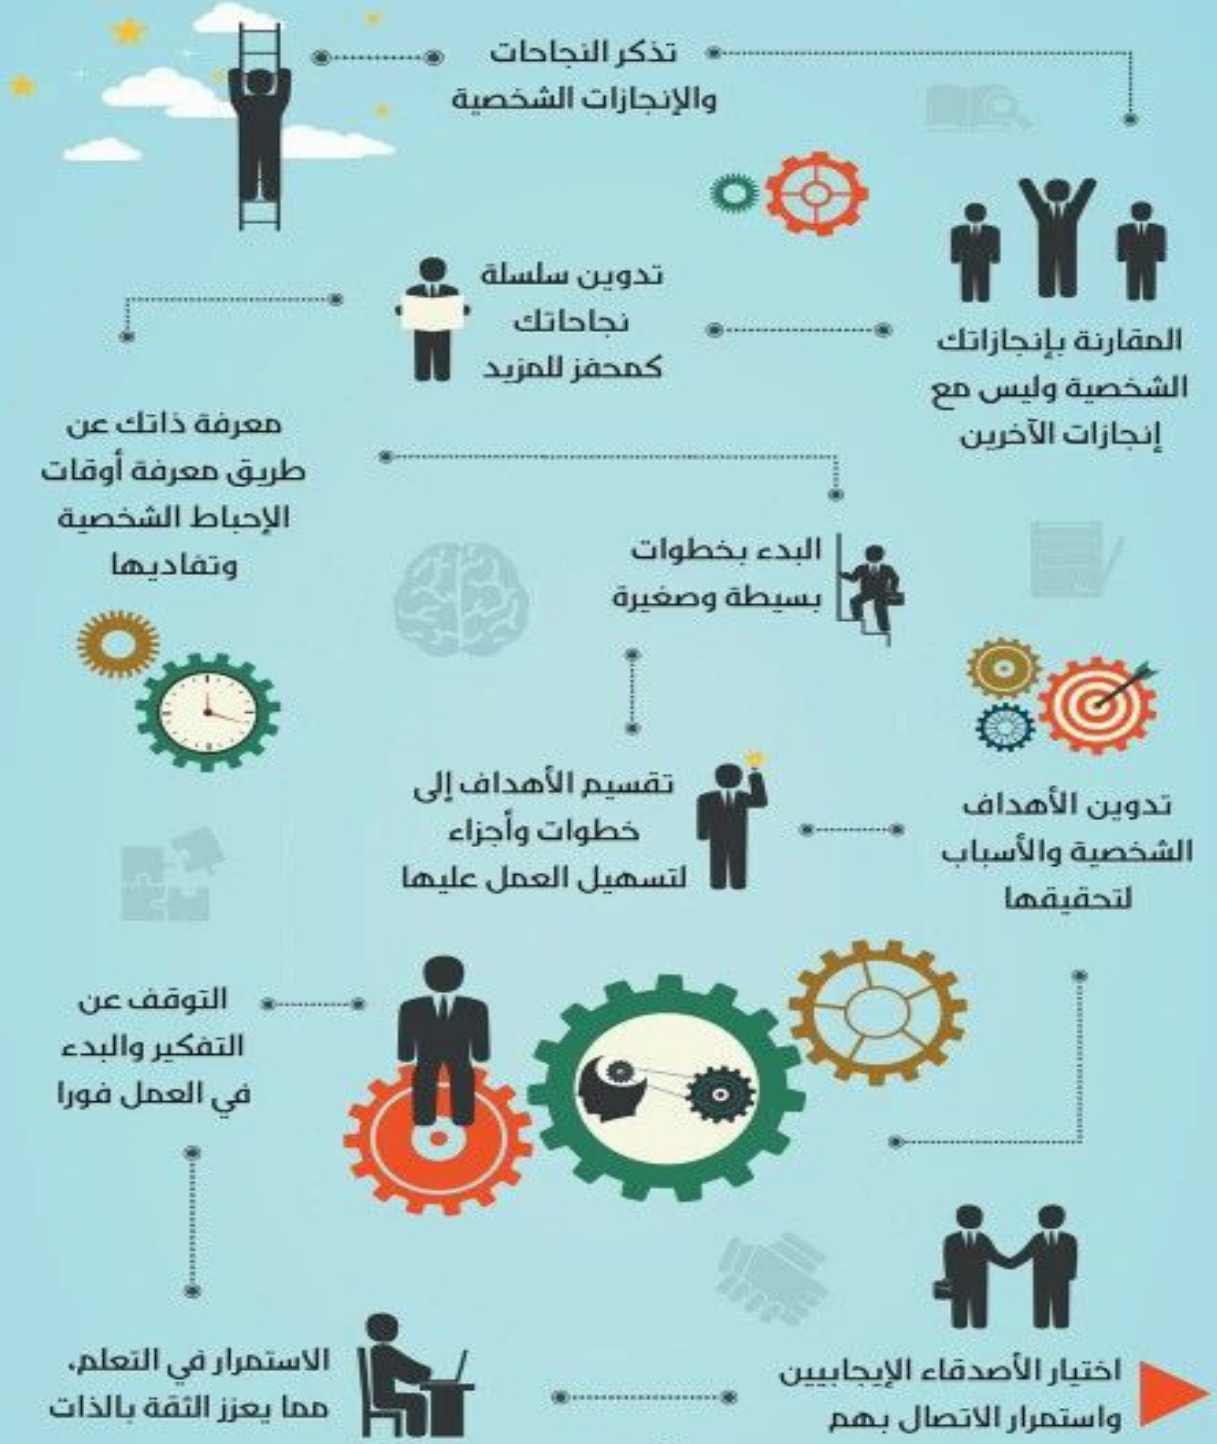 تذكر النجاحات
والإنجازات الشخصية
المقارنة بإنجازاتك
الشخصية وليس مع
إنجازات الآخرين
تدوين سلسلة
نجاحاتك
كمحفز للمزيد
معرفة ذاتك عن
طريق معرفة أوقات
الإحباط الشخصية
وتفاديها
البدء بخطوات
بسيطة وصغيرة
تقسيم الأهداف إلى
خطوات وأجزاء
لتسهيل العمل عليها
تدوين الأهداف
الشخصية والأسباب
لتحقيقها
التوقف عن
التفكير والبدء
في العمل فورا
اختيار الأصدقاء الإيجابيين
واستمرار الاتصال بهم
الاستمرار في التعلم،
مما يعزز الثقة بالذات